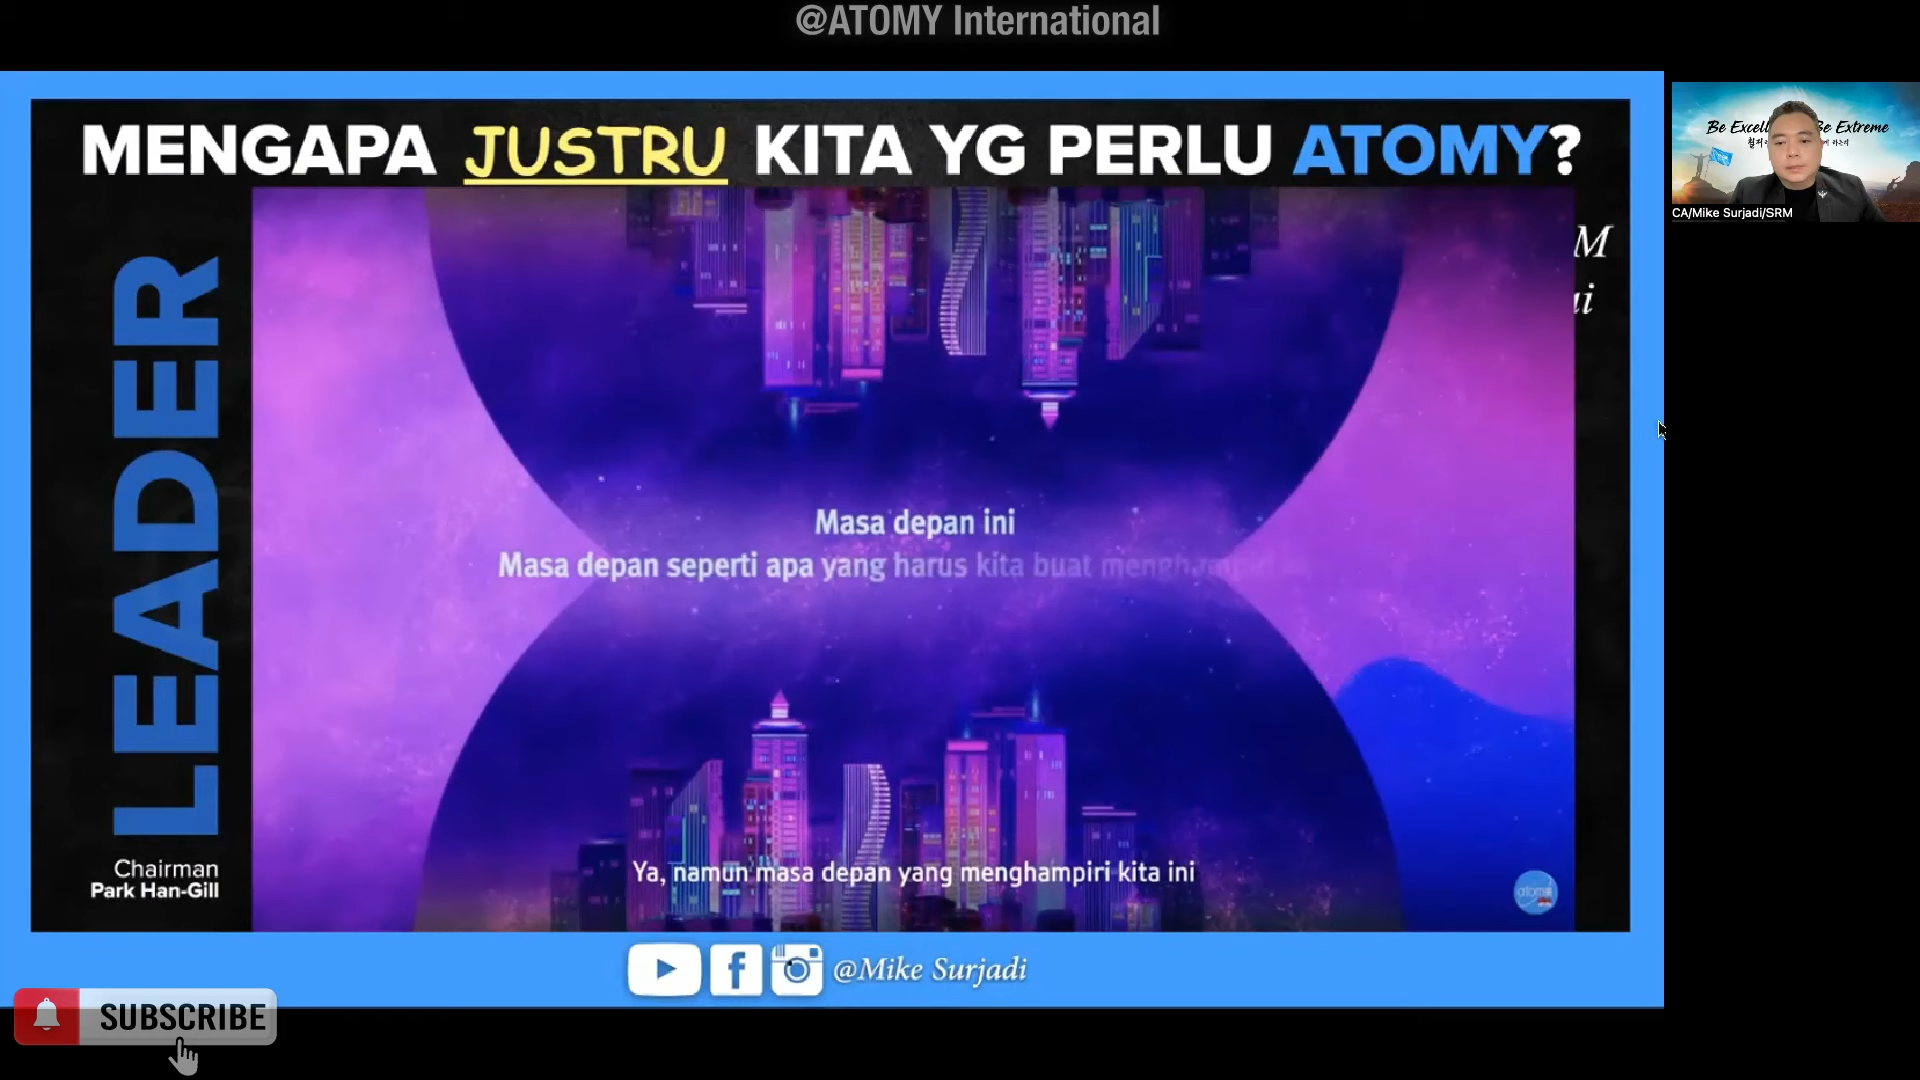 @ATOMY International
MENGAPA JUSTRU KITA YG PERLU ATOMY?
Be Excell Be Extreme
CA/Mike Surjadi/SRM
M
LEADER
Masa depan ini
Masa depan seperti apa yang harus kita buat
Ya, namun masa depan yang menghampiri kita ini
Chairman
Park Han-Gill
atomy
@Mike Surjadi
SUBSCRIBE